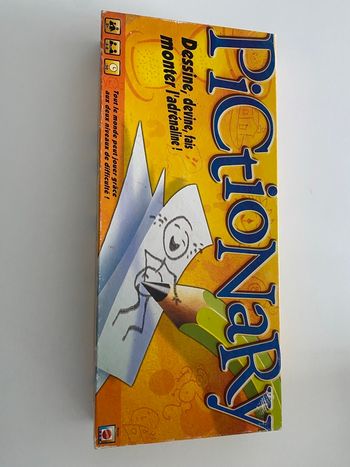 PiCtioNaRy
Dessine, devine, fais
monter l'adrénaline !
Tout le monde peut jouer grâce
aux deux niveaux de difficulté !